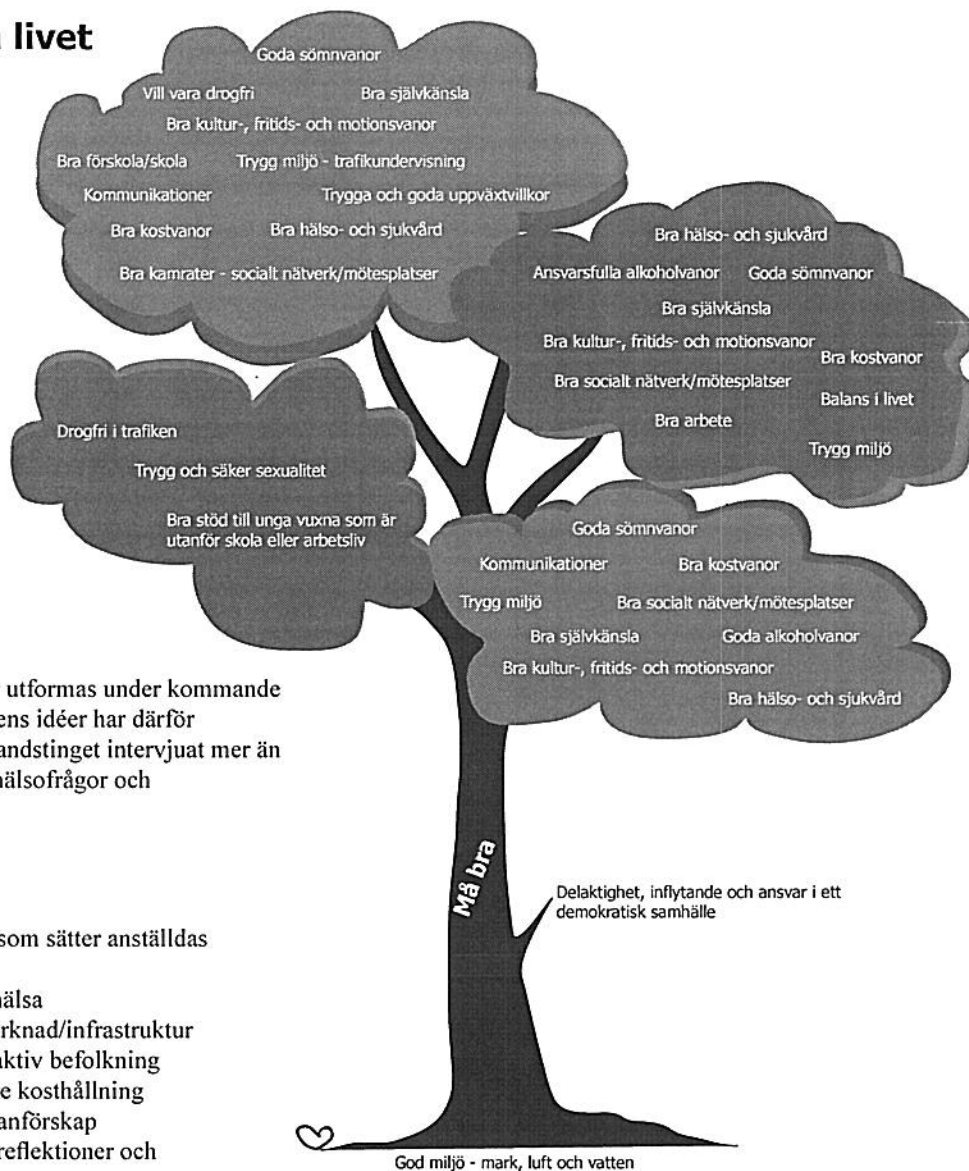 livet
Goda sömnvanor
Vill vara drogfri Bra självkänsla
Bra kultur-, fritids- och motionsvanor
Bra förskola/skola Trygg miljö - trafikundervisning
Kommunikationer Trygga och goda uppväxtvillkor
Bra kostvanor Bra hälso- och sjukvård
Bra kamrater - socialt nätverk/mötesplatser
Bra hälso- och sjukvård
Ansvarsfulla alkoholvanor Goda sömnvanor
Bra självkänsla
Bra kultur-, fritids- och motionsvanor
Bra kostvanor
Bra socialt nätverk/mötesplatser
Balans i livet
Bra arbete
Trygg miljö
Drogfri i trafiken
Trygg och säker sexualitet
Bra stöd till unga vuxna som är
utanför skola eller arbetsliv
Goda sömnvanor
Kommunikationer Bra kostvanor
Trygg miljö Bra socialt nätverk/mötesplatser
Bra självkänsla Goda alkoholvanor
Bra kultur-, fritids- och motionsvanor
Bra hälso- och sjukvård
utformas under kommande
ens idéer har därför
andstinget intervjuat mer än
hälsofrågor och
Må bra
Delaktighet, inflytande och ansvar i ett
demokratisk samhälle
som sätter anställdas
hälsa
rknad/infrastruktur
aktiv befolkning
e kosthållning
anförskap
reflektioner och
God miljö - mark, luft och vatten